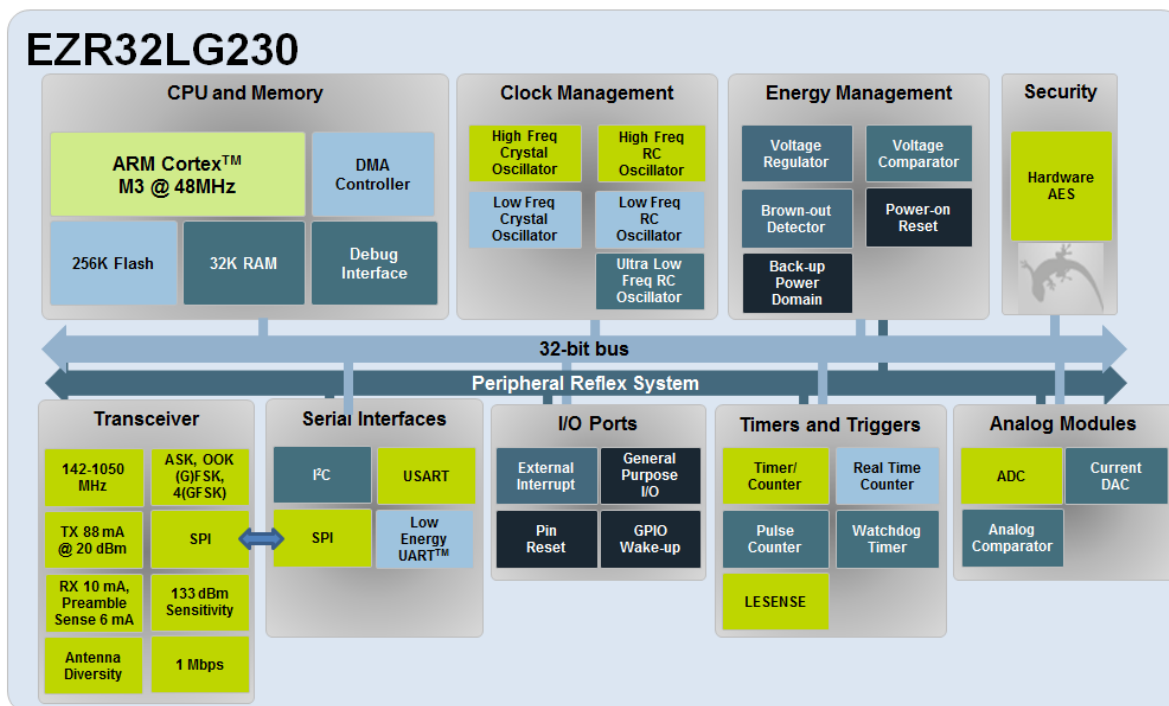 EZR32LG230
CPU and Memory
ARM Cortex™
M3 @ 48MHz
DMA
Controller
256K Flash
32K RAM
Debug
Interface
Clock Management
High Freq
Crystal
Oscillator
High Freq
RC
Oscillator
Low Freq
Crystal
Oscillator
Low Freq
RC
Oscillator
Ultra Low
Freq RC
Oscillator
Energy Management
Voltage
Regulator
Voltage
Comparator
Brown-out
Detector
Power-on
Reset
Back-up
Power
Domain
Security
Hardware
AES
32-bit bus
Peripheral Reflex System
Transceiver
142-1050
MHz
ASK, OOK
(G)FSK,
4(GFSK)
TX 88 mA
@ 20 dBm
SPI
RX 10 mA,
Preamble
Sense 6 mA
133 dBm
Sensitivity
Antenna
Diversity
1 Mbps
Serial Interfaces
I²C
USART
SPI
Low
Energy
UART™
I/O Ports
External
Interrupt
General
Purpose
I/O
Pin
Reset
GPIO
Wake-up
Timers and Triggers
Timer/
Counter
Real Time
Counter
Pulse
Counter
Watchdog
Timer
LESENSE
Analog Modules
ADC
Current
DAC
Analog
Comparator